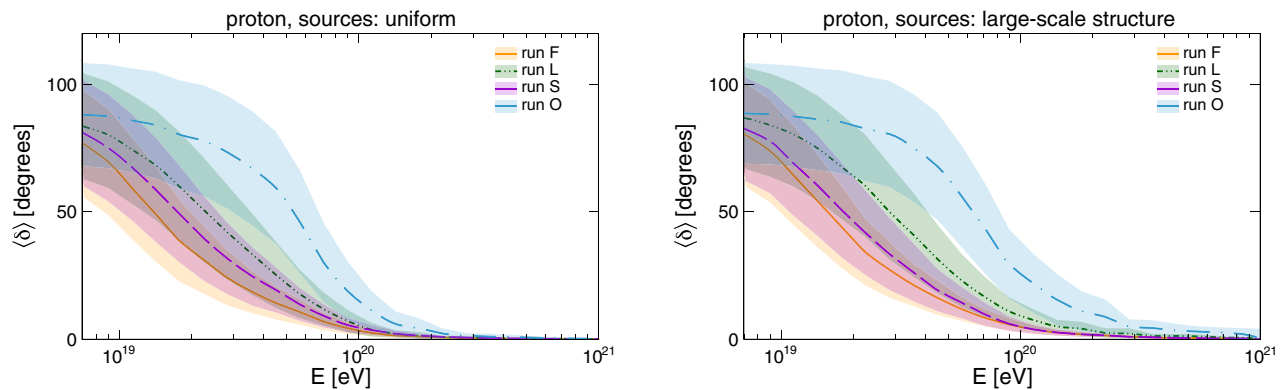 proton, sources: uniform
run F
run L
run S
run O
100
50
0
⟨δ⟩ [degrees]
10^19
10^20
10^21
E [eV]
proton, sources: large-scale structure
run F
run L
run S
run O
100
50
0
⟨δ⟩ [degrees]
10^19
10^20
10^21
E [eV]